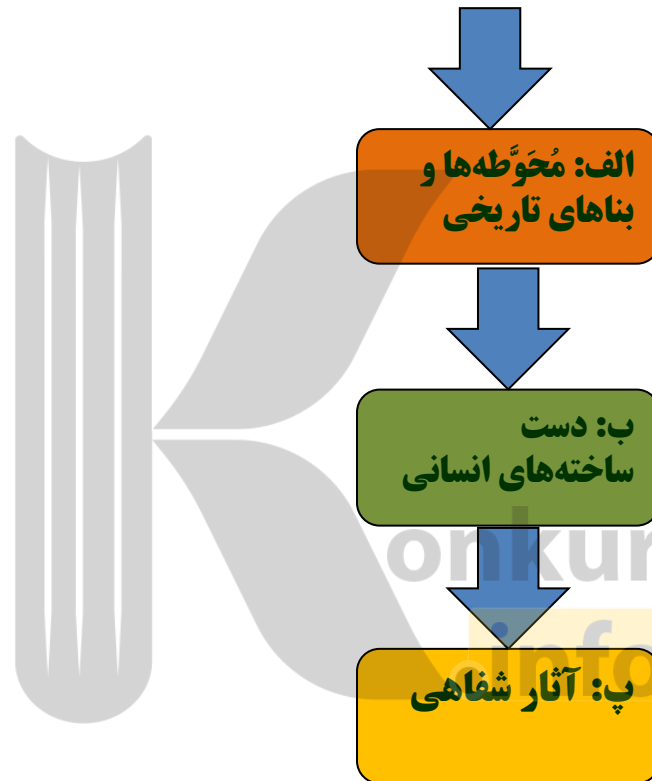 الف: مُحَوَّطه‌ها و
بناهای تاریخی
ب: دست
ساخته‌های انسانی
onkur
info
پ: آثار شفاهی